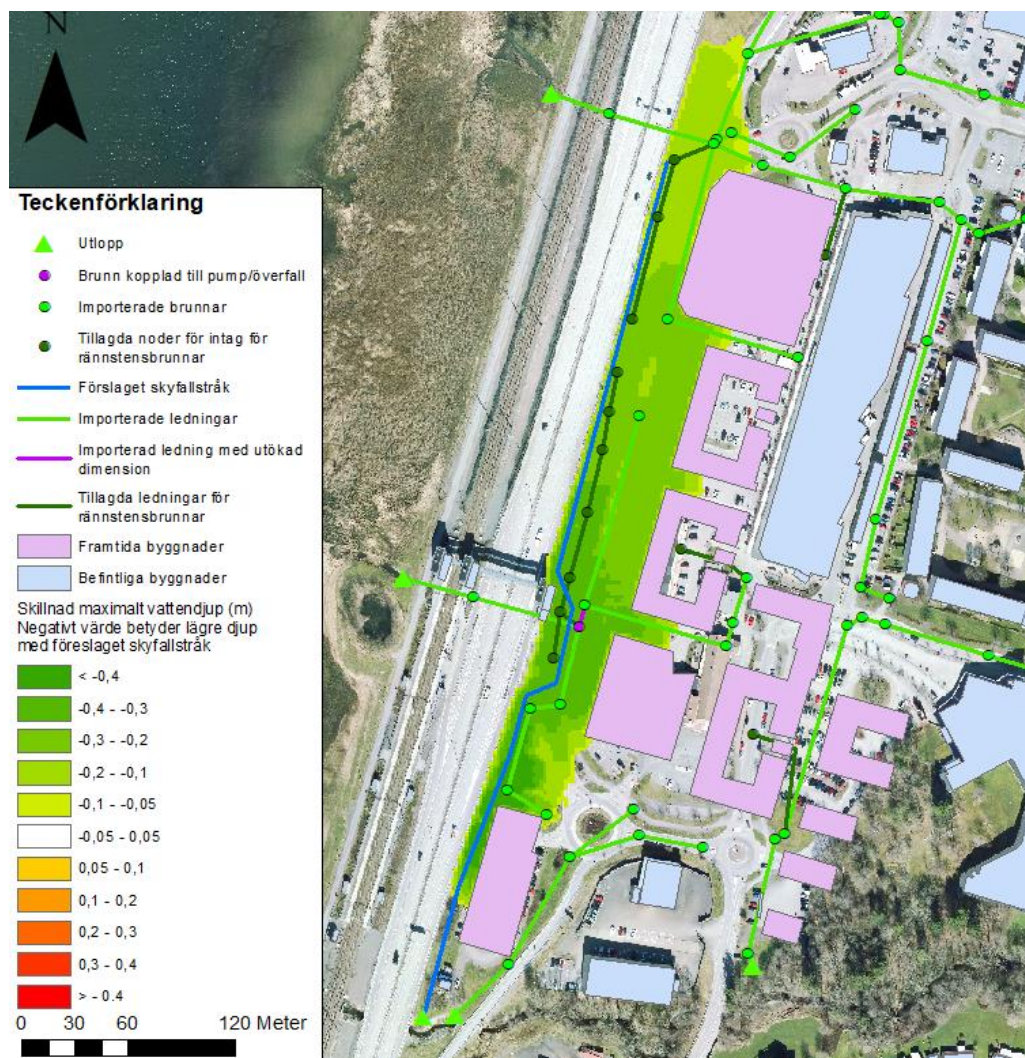 N
Teckenförklaring
Utlopp
Brunn kopplad till pump/överfall
Importerade brunnar
Tillagda noder för intag för
rännstensbrunnar
Förslaget skyfallstråk
Importerade ledningar
Importerad ledning med utökad
dimension
Tillagda ledningar för
rännstensbrunnar
Framtida byggnader
Befintliga byggnader
Skillnad maximalt vattendjup (m)
Negativt värde betyder lägre djup
med föreslaget skyfallstråk
< -0,4
-0,4 - -0,3
-0,3 - -0,2
-0,2 - -0,1
-0,1 - -0,05
-0,05 - 0,05
0,05 - 0,1
0,1 - 0,2
0,2 - 0,3
0,3 - 0,4
> - 0.4
0 30 60 120 Meter